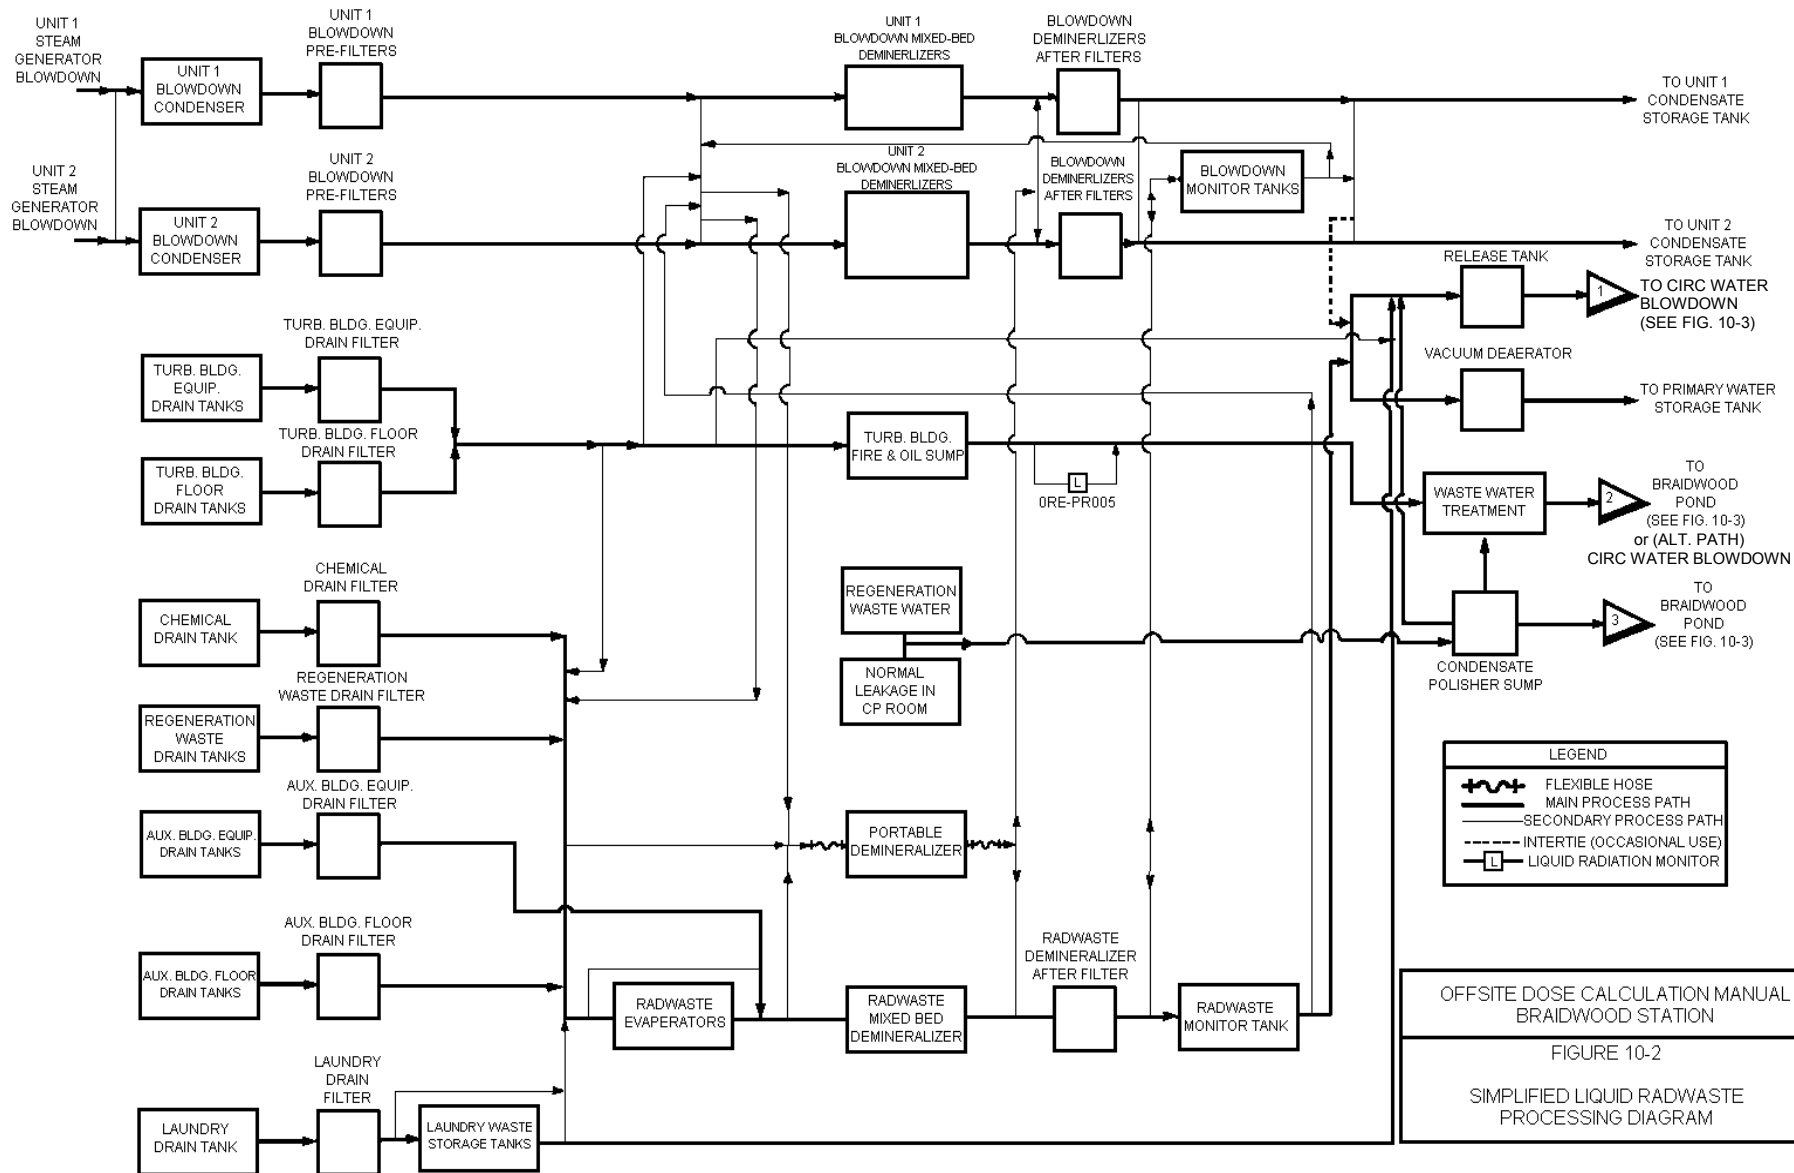 UNIT 1
STEAM
GENERATOR
BLOWDOWN
UNIT 1
BLOWDOWN
PRE-FILTERS
UNIT 1
BLOWDOWN
CONDENSER
UNIT 1
BLOWDOWN MIXED-BED
DEMINERLIZERS
BLOWDOWN
DEMINERLIZERS
AFTER FILTERS
TO UNIT 1
CONDENSATE
STORAGE TANK
UNIT 2
STEAM
GENERATOR
BLOWDOWN
UNIT 2
BLOWDOWN
PRE-FILTERS
UNIT 2
BLOWDOWN
CONDENSER
UNIT 2
BLOWDOWN MIXED-BED
DEMINERLIZERS
BLOWDOWN
DEMINERLIZERS
AFTER FILTERS
BLOWDOWN
MONITOR TANKS
TO UNIT 2
CONDENSATE
STORAGE TANK
RELEASE TANK
1
TO CIRC WATER
BLOWDOWN
(SEE FIG. 10-3)
TURB. BLDG. EQUIP.
DRAIN FILTER
TURB. BLDG.
EQUIP.
DRAIN TANKS
VACUUM DEAERATOR
TO PRIMARY WATER
STORAGE TANK
TURB. BLDG. FLOOR
DRAIN FILTER
TURB. BLDG.
FLOOR
DRAIN TANKS
TURB. BLDG.
FIRE & OIL SUMP
L
0RE-PR005
WASTE WATER
TREATMENT
2
TO
BRAIDWOOD
POND
(SEE FIG. 10-3)
or (ALT. PATH)
CIRC WATER BLOWDOWN
CHEMICAL
DRAIN FILTER
CHEMICAL
DRAIN TANK
REGENERATION
WASTE WATER
NORMAL
LEAKAGE IN
CP ROOM
CONDENSATE
POLISHER SUMP
3
TO
BRAIDWOOD
POND
(SEE FIG. 10-3)
REGENERATION
WASTE DRAIN FILTER
REGENERATION
WASTE
DRAIN TANKS
LEGEND
FLEXIBLE HOSE
MAIN PROCESS PATH
SECONDARY PROCESS PATH
INTERTIE (OCCASIONAL USE)
L
LIQUID RADIATION MONITOR
AUX. BLDG. EQUIP.
DRAIN FILTER
AUX. BLDG. EQUIP.
DRAIN TANKS
PORTABLE
DEMINERALIZER
AUX. BLDG. FLOOR
DRAIN FILTER
AUX. BLDG. FLOOR
DRAIN TANKS
RADWASTE
EVAPERATORS
RADWASTE
MIXED BED
DEMINERALIZER
RADWASTE
DEMINERALIZER
AFTER FILTER
RADWASTE
MONITOR TANK
LAUNDRY
DRAIN
FILTER
LAUNDRY
DRAIN TANK
LAUNDRY WASTE
STORAGE TANKS
OFFSITE DOSE CALCULATION MANUAL
BRAIDWOOD STATION
FIGURE 10-2
SIMPLIFIED LIQUID RADWASTE
PROCESSING DIAGRAM